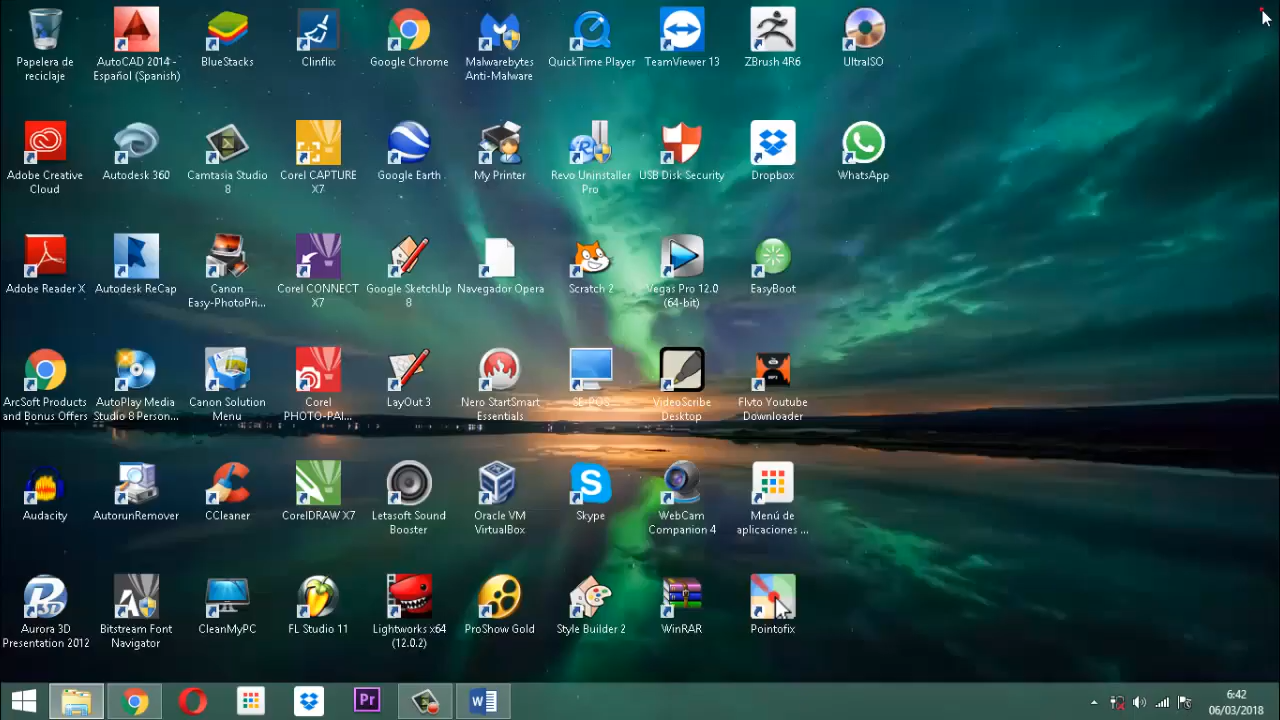 Papelera de
reciclaje
AutoCAD 2014 -
Español (Spanish)
BlueStacks
Clinflix
Google Chrome
Malwarebytes
Anti-Malware
QuickTime Player
TeamViewer 13
ZBrush 4R6
UltraISO
Adobe Creative
Cloud
Autodesk 360
Camtasia Studio
8
Corel CAPTURE
X7
Google Earth
My Printer
Revo Uninstaller
Pro
USB Disk Security
Dropbox
WhatsApp
Adobe Reader X
Autodesk ReCap
Canon
Easy-PhotoPri...
Corel CONNECT
X7
Google SketchUp
8
Navegador Opera
Scratch 2
Vegas Pro 12.0
(64-bit)
EasyBoot
ArcSoft Products
and Bonus Offers
AutoPlay Media
Studio 8 Person...
Canon Solution
Menu
Corel
PHOTO-PAI...
LayOut 3
Nero StartSmart
Essentials
SE-POS...
VideoScribe
Desktop
Flvto Youtube
Downloader
Audacity
AutorunRemover
CCleaner
CorelDRAW X7
Letasoft Sound
Booster
Oracle VM
VirtualBox
Skype
WebCam
Companion 4
Menú de
aplicaciones ...
Aurora 3D
Presentation 2012
Bitstream Font
Navigator
CleanMyPC
FL Studio 11
Lightworks x64
(12.0.2)
ProShow Gold
Style Builder 2
WinRAR
Pointofix
Pr
6:42
06/03/2018